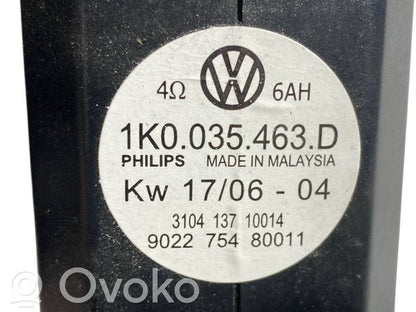 4Ω 6AH
1K0.035.463.D
PHILIPS MADE IN MALAYSIA
Kw 17/06 - 04
3104 137 10014
9022 754 80011
Ovoko